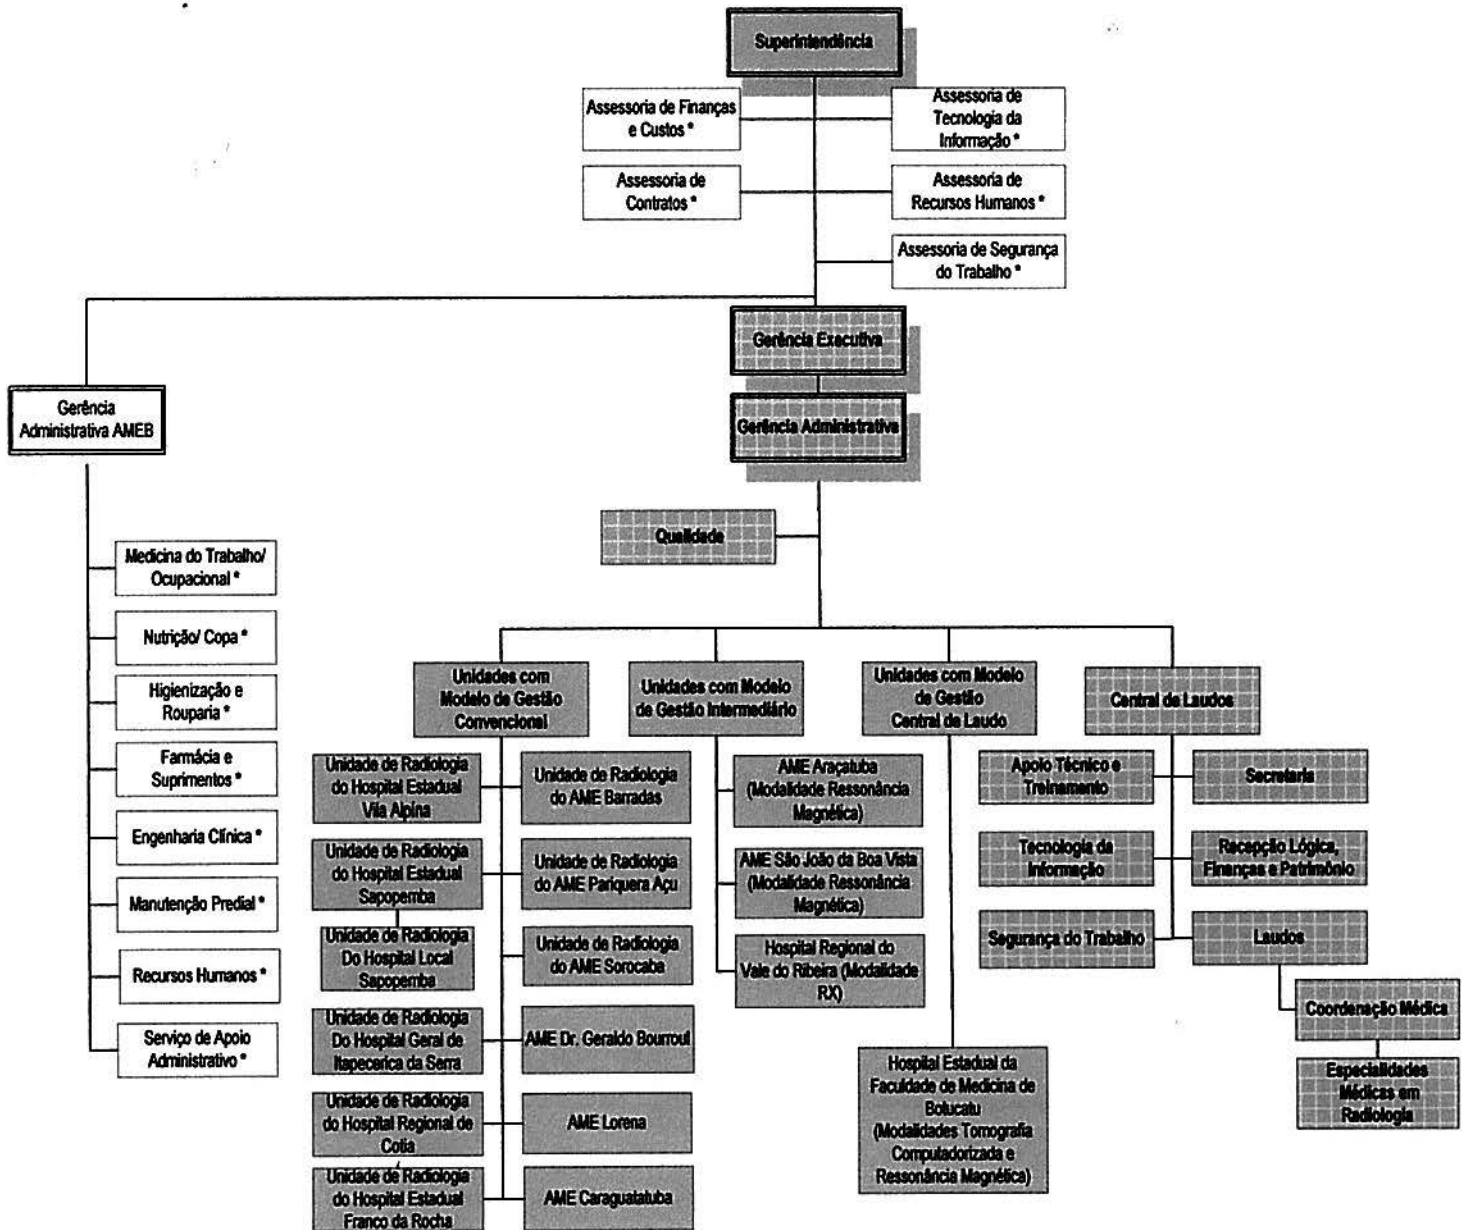 Superintendência
Assessoria de Finanças
e Custos *
Assessoria de
Tecnologia da
Informação *
Assessoria de
Contratos *
Assessoria de
Recursos Humanos *
Assessoria de Segurança
do Trabalho *
Gerência Executiva
Gerência
Administrativa AMEB
Gerência Administrativa
Qualidade
Medicina do Trabalho/
Ocupacional *
Nutrição/ Copa *
Higienização e
Rouparia *
Farmácia e
Suprimentos *
Engenharia Clínica *
Manutenção Predial *
Recursos Humanos *
Serviço de Apoio
Administrativo *
Unidades com
Modelo de Gestão
Convencional
Unidade de Radiologia
do Hospital Estadual
Vila Alpina
Unidade de Radiologia
do AME Barradas
Unidade de Radiologia
do Hospital Estadual
Sapopemba
Unidade de Radiologia
do AME Pariquera Açu
Unidade de Radiologia
Do Hospital Local
Sapopemba
Unidade de Radiologia
do AME Sorocaba
Unidade de Radiologia
Do Hospital Geral de
Itapecerica da Serra
AME Dr. Geraldo Bourroul
Unidade de Radiologia
do Hospital Regional de
Cotia
AME Lorena
Unidade de Radiologia
do Hospital Estadual
Franco da Rocha
AME Caraguatatuba
Unidades com Modelo
de Gestão Intermediário
AME Araçatuba
(Modalidade Ressonância
Magnética)
AME São João da Boa Vista
(Modalidade Ressonância
Magnética)
Hospital Regional do
Vale do Ribeira (Modalidade
RX)
Unidades com Modelo
de Gestão
Central de Laudo
Hospital Estadual da
Faculdade de Medicina de
Botucatu
(Modalidades Tomografia
Computadorizada e
Ressonância Magnética)
Central de Laudos
Apoio Técnico e
Treinamento
Secretaria
Tecnologia da
Informação
Recepção Lógica,
Finanças e Patrimônio
Segurança do Trabalho
Laudos
Coordenação Médica
Especialidades
Médicas em
Radiologia